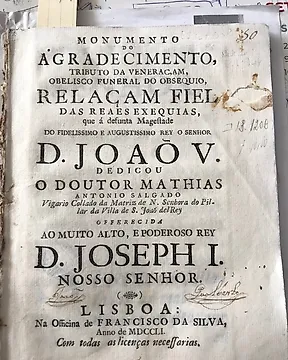 MONUMENTO
DO
AGRADECIMENTO,
TRIBUTO DA VENERAÇAM,
OBELISCO FUNERAL DO OBSEQUIO,
RELAÇAM FIEL
DAS REAES EXEQUIAS,
que á defunta Magestade
DO FIDELISSIMO E AUGUSTISSIMO REY O SENHOR
D. JOAÕ V.
DEDICOU
O DOUTOR MATHIAS
ANTONIO SALGADO
Vigario Collado da Matriz de N. Senhora do Pil-
lar da Villa de S. Joaõ delRey
OFFERECIDA
AO MUITO ALTO, E PODEROSO REY
D. JOSEPH I.
NOSSO SENHOR.
LISBOA:
Na Officina de FRANCISCO DA SILVA,
Anno de MDCCLI.
Com todas as licenças necessarias.